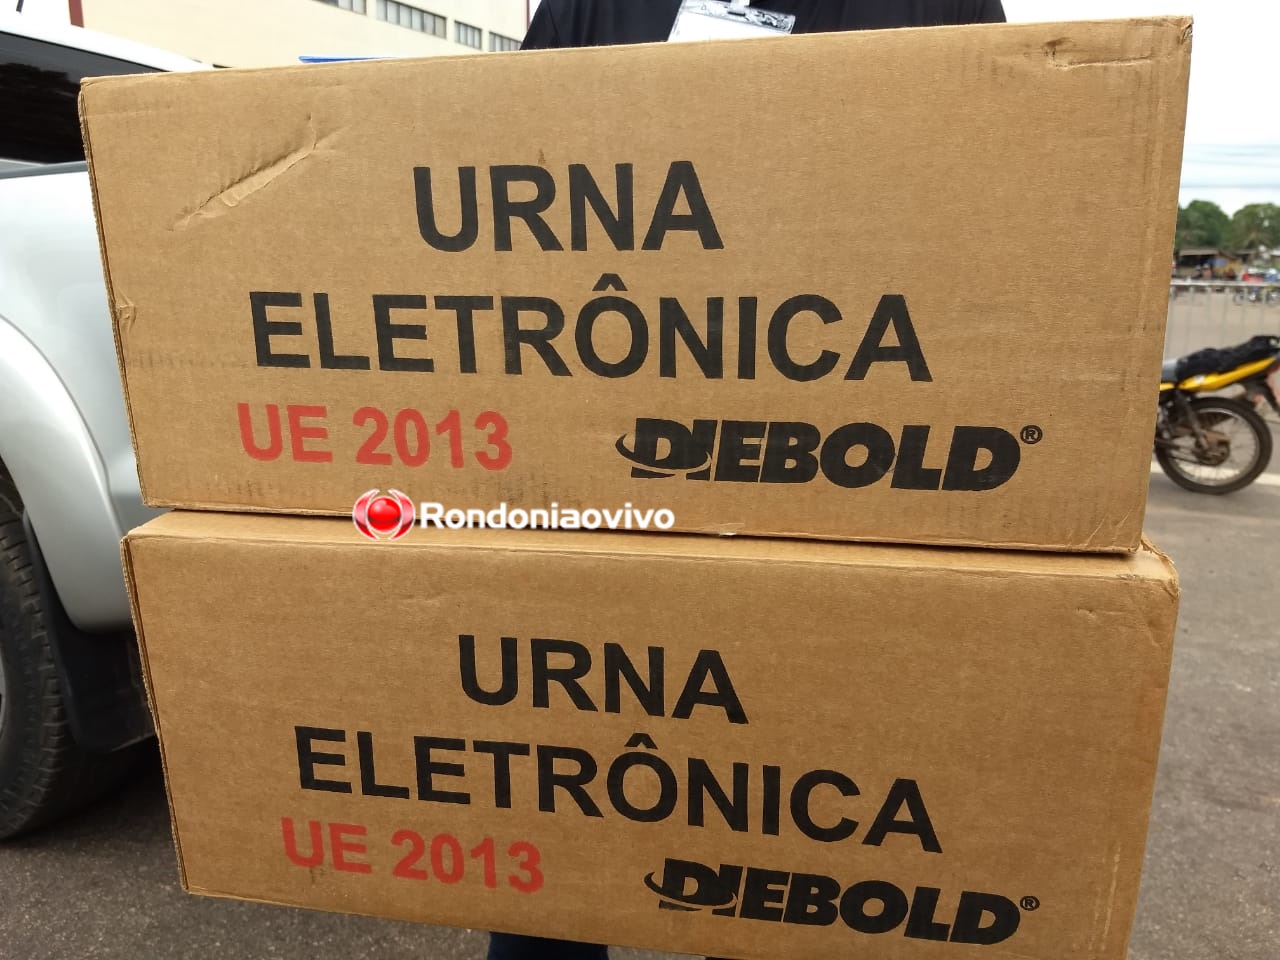 URNA
ELETRÔNICA
UE 2013
DIEBOLD®
Rondoniaovivo
URNA
ELETRÔNICA
UE 2013
DIEBOLD®